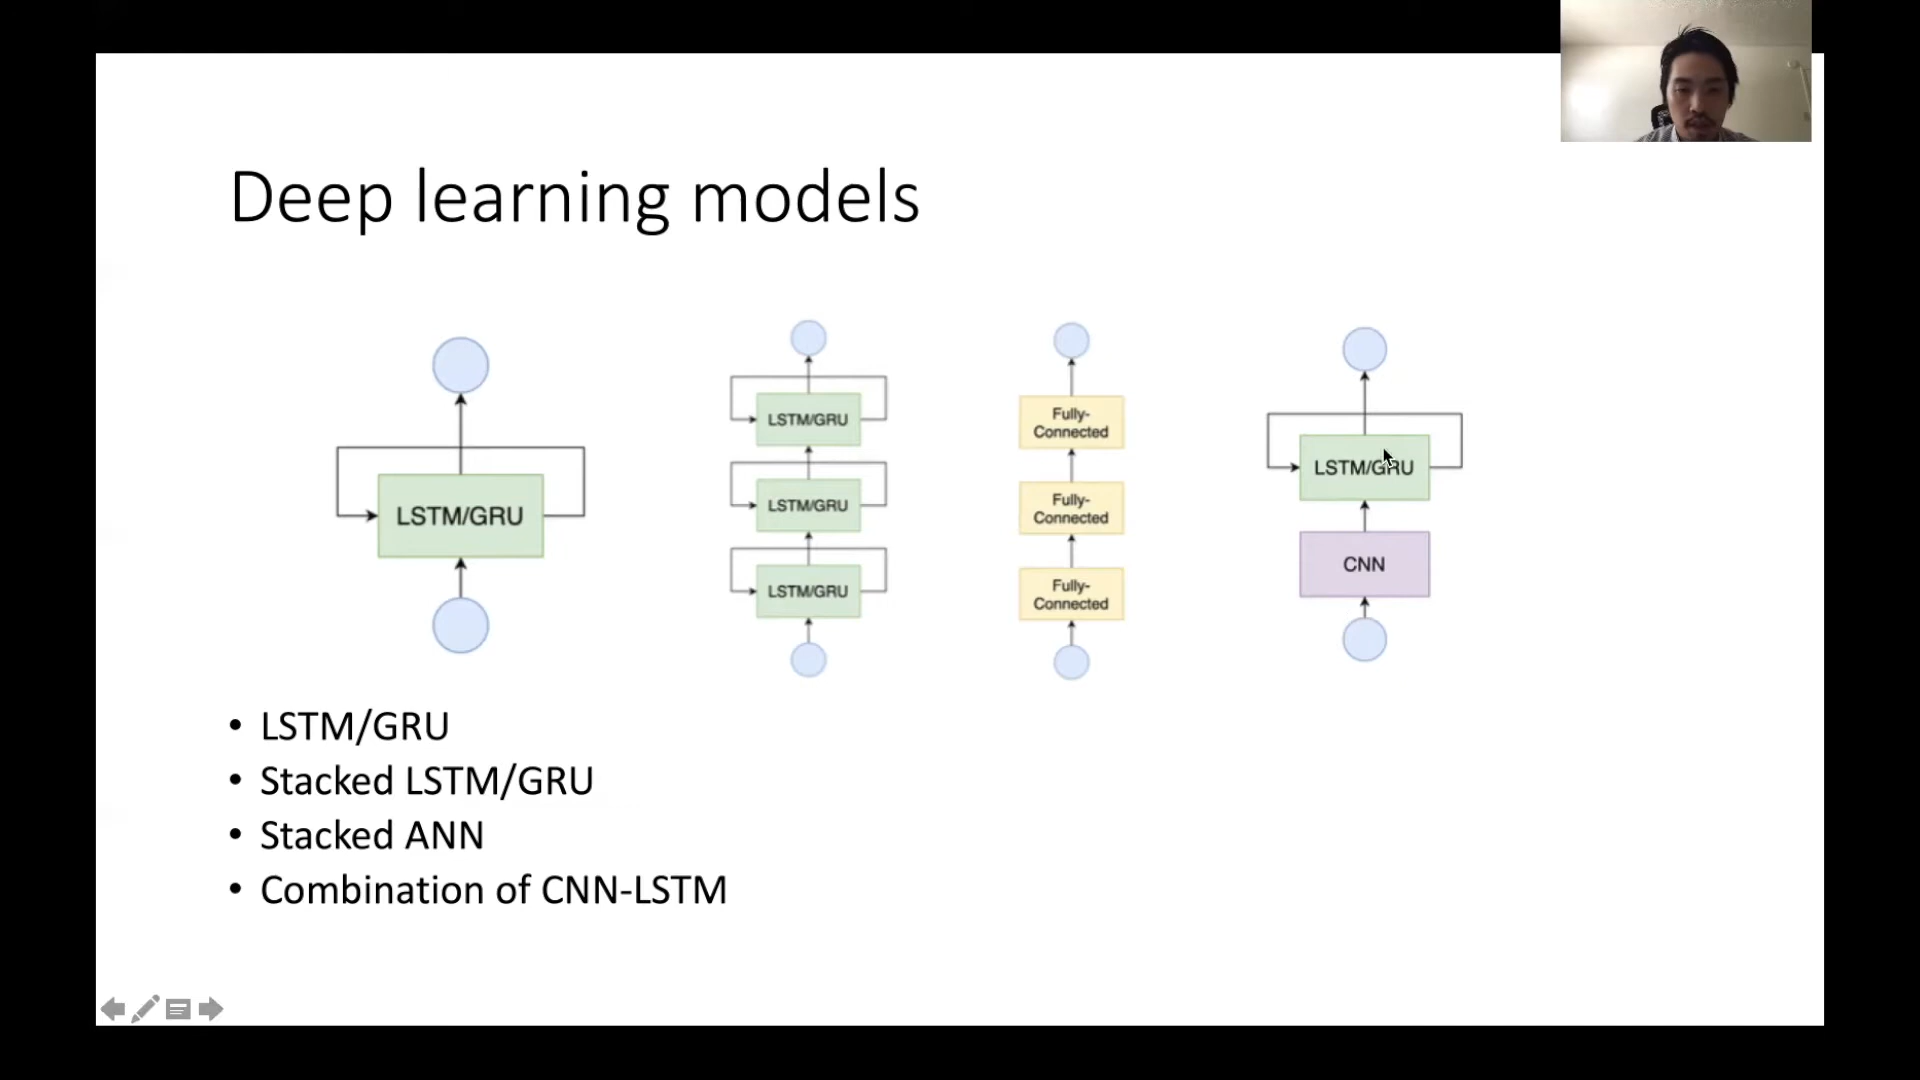 Deep learning models
LSTM/GRU
LSTM/GRU
LSTM/GRU
LSTM/GRU
Fully-
Connected
Fully-
Connected
Fully-
Connected
LSTM/GRU
CNN
• LSTM/GRU
• Stacked LSTM/GRU
• Stacked ANN
• Combination of CNN-LSTM